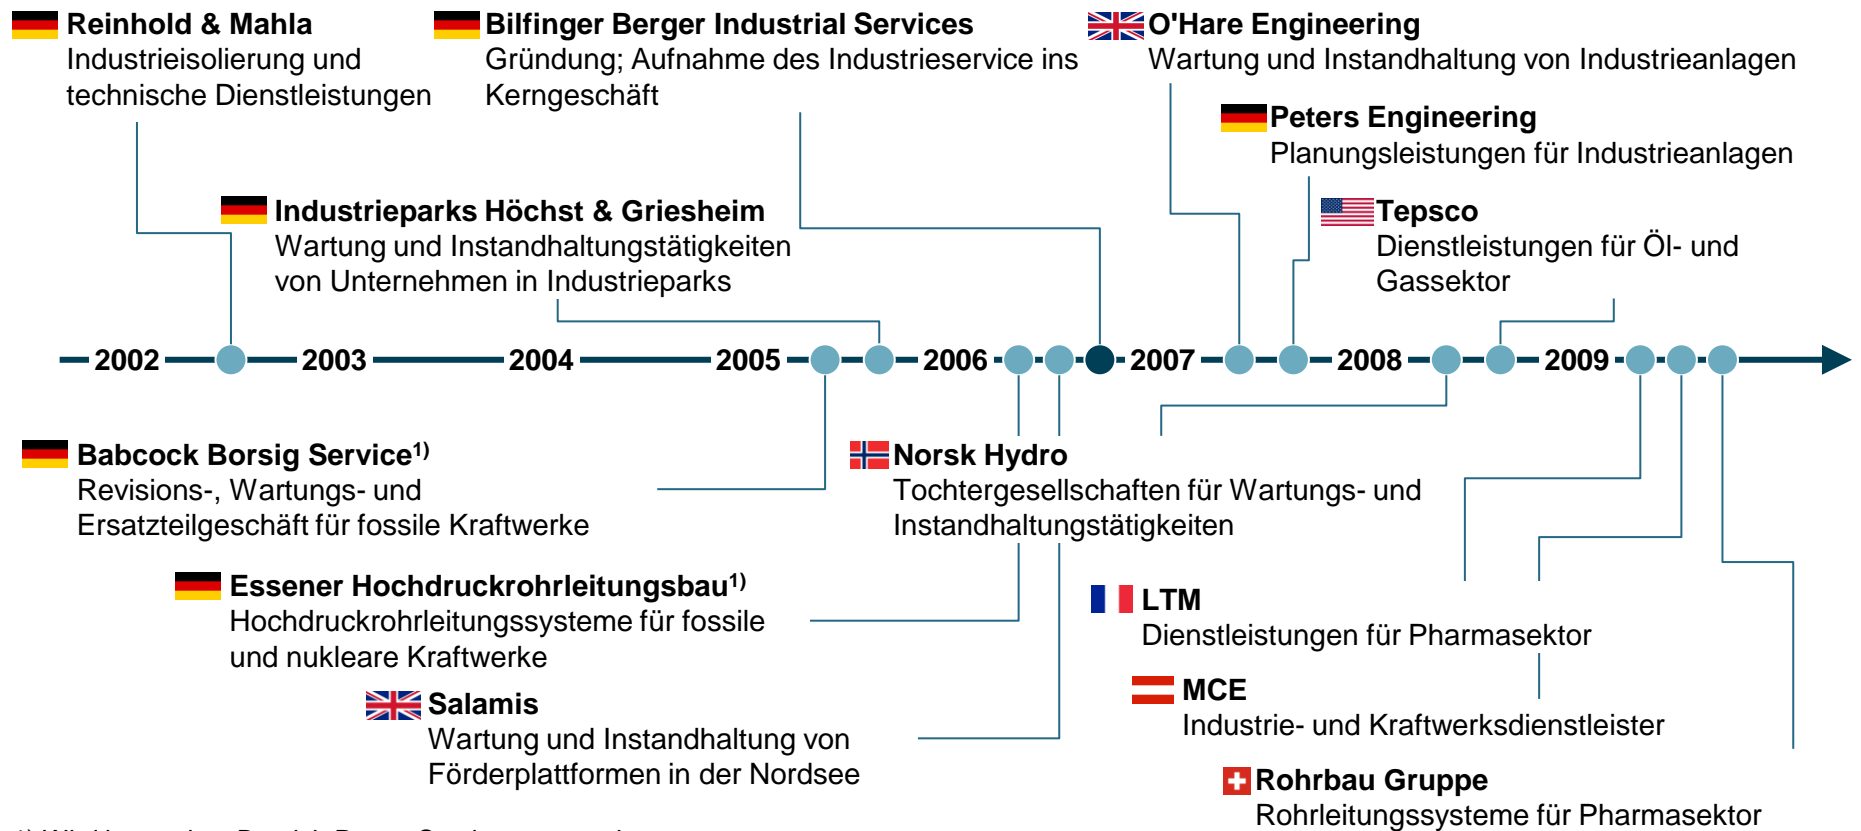 Reinhold & Mahla
Industrieisolierung und
technische Dienstleistungen
Bilfinger Berger Industrial Services
Gründung; Aufnahme des Industrieservice ins
Kerngeschäft
O'Hare Engineering
Wartung und Instandhaltung von Industrieanlagen
Peters Engineering
Planungsleistungen für Industrieanlagen
Industrieparks Höchst & Griesheim
Wartung und Instandhaltungstätigkeiten
von Unternehmen in Industrieparks
Tepsco
Dienstleistungen für Öl- und
Gassektor
2002 2003 2004 2005 2006 2007 2008 2009
Babcock Borsig Service1)
Revisions-, Wartungs- und
Ersatzteilgeschäft für fossile Kraftwerke
Norsk Hydro
Tochtergesellschaften für Wartungs- und
Instandhaltungstätigkeiten
Essener Hochdruckrohrleitungsbau1)
Hochdruckrohrleitungssysteme für fossile
und nukleare Kraftwerke
LTM
Dienstleistungen für Pharmasektor
Salamis
Wartung und Instandhaltung von
Förderplattformen in der Nordsee
MCE
Industrie- und Kraftwerksdienstleister
Rohrbau Gruppe
Rohrleitungssysteme für Pharmasektor